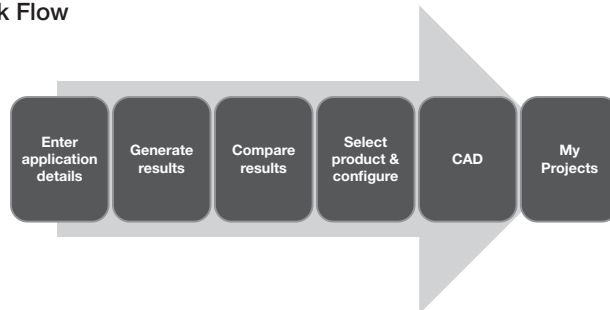 k Flow
Enter
application
details
Generate
results
Compare
results
Select
product &
configure
CAD
My
Projects